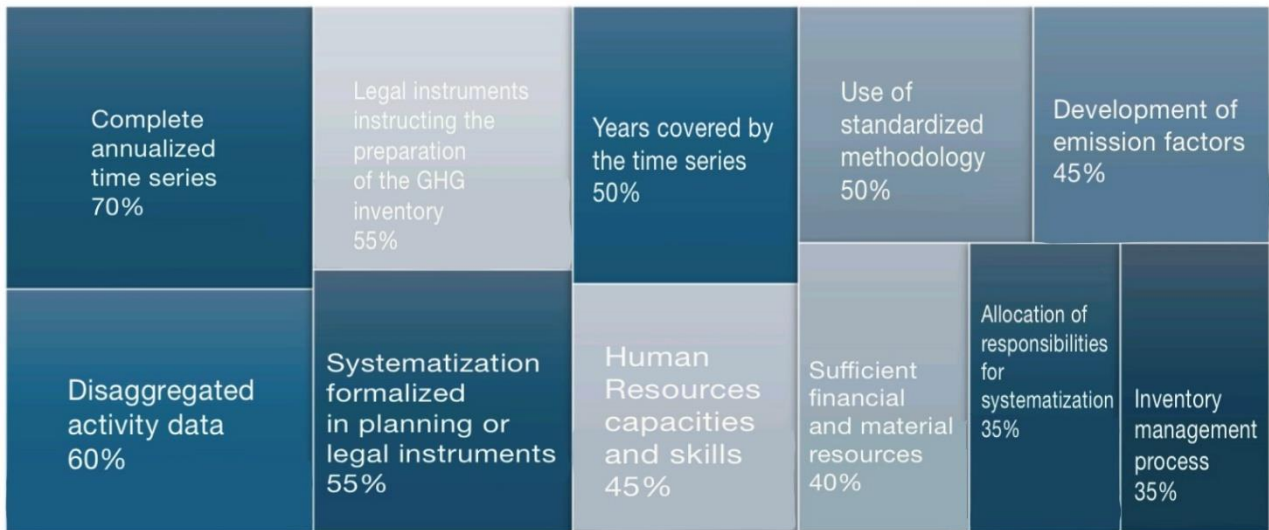 Complete
annualized
time series
70%
Legal instruments
instructing the
preparation
of the GHG
inventory
55%
Years covered by
the time series
50%
Use of
standardized
methodology
50%
Development of
emission factors
45%
Disaggregated
activity data
60%
Systematization
formalized
in planning or
legal instruments
55%
Human
Resources
capacities
and skills
45%
Sufficient
financial
and material
resources
40%
Allocation of
responsibilities
for
systematization
35%
Inventory
management
process
35%